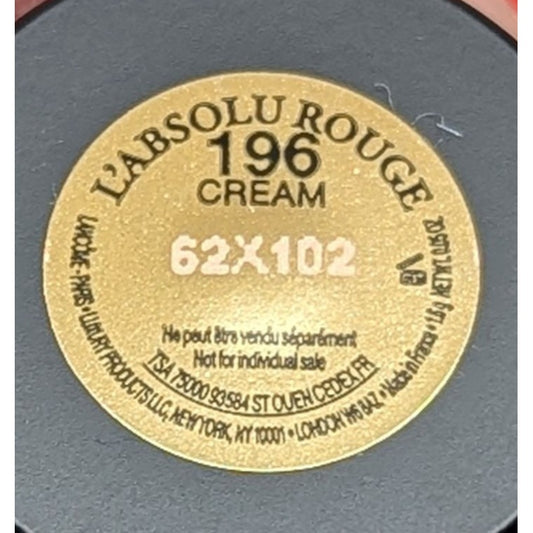 L'ABSOLU ROUGE
196
CREAM
62X102
Ne peut être vendu séparément
Not for individual sale
TSA 75000 93584 ST OUEN CEDEX FR
LANCÔME - PARIS • LUXURY PRODUCTS LLC, NEW YORK, NY 10001 • LONDON W6 8AZ • Made in France • 1.6 g NET WT.